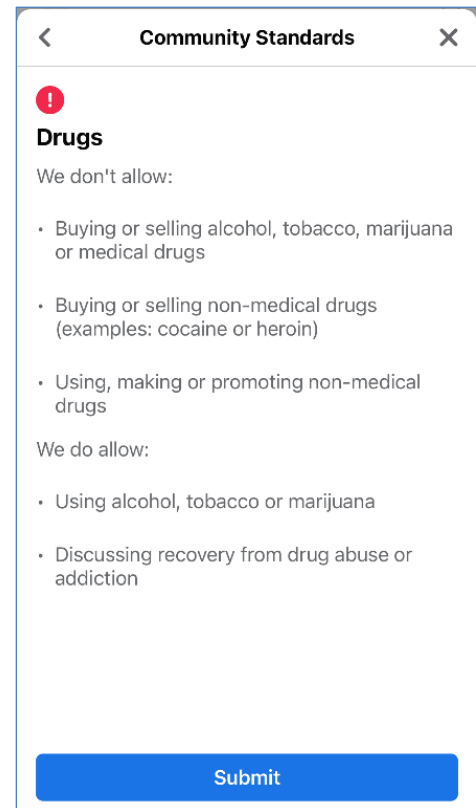 Community Standards
Drugs
We don't allow:
• Buying or selling alcohol, tobacco, marijuana
or medical drugs
• Buying or selling non-medical drugs
(examples: cocaine or heroin)
• Using, making or promoting non-medical
drugs
We do allow:
• Using alcohol, tobacco or marijuana
• Discussing recovery from drug abuse or
addiction
Submit